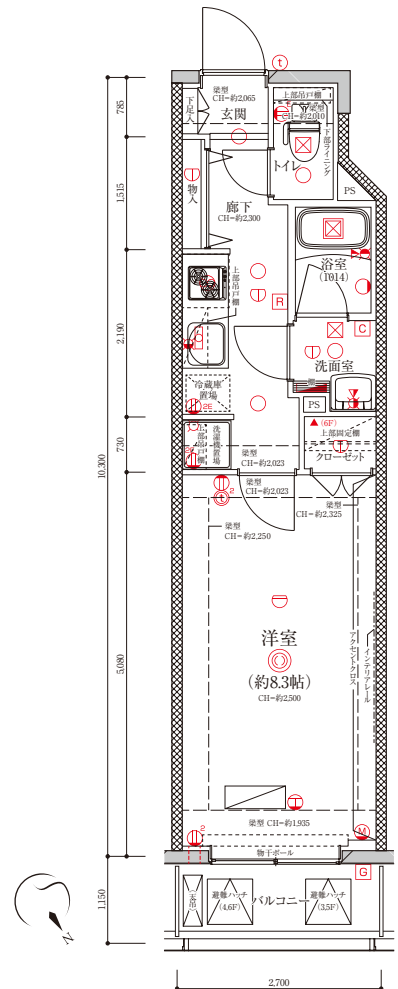 t
上部吊戸棚
梁型
CH=約2,065
梁型
CH=約2,010
下足入
玄関
785
トイレ
下部ライニング
物入
PS
廊下
CH=約2,300
1,515
浴室
(1014)
R
C
上部吊戸棚
洗面室
棚
2,190
冷蔵庫
置場
2E
PS
(6F)
上部固定棚
クローゼット
洗濯機置場
上部吊戸棚
梁型
CH=約2,023
730
10,300
梁型
CH=約2,023
梁型
CH=約2,325
t
2
梁型
CH=約2,250
洋室
(約8.3帖)
CH=約2,500
アクセントクロス
インテリアレール
5,080
梁型 CH=約1,935
2
M
物干ポール
G
(天吊)
避難ハッチ
(4,6F)
バルコニー
避難ハッチ
(3,5F)
1,150
N
2,700